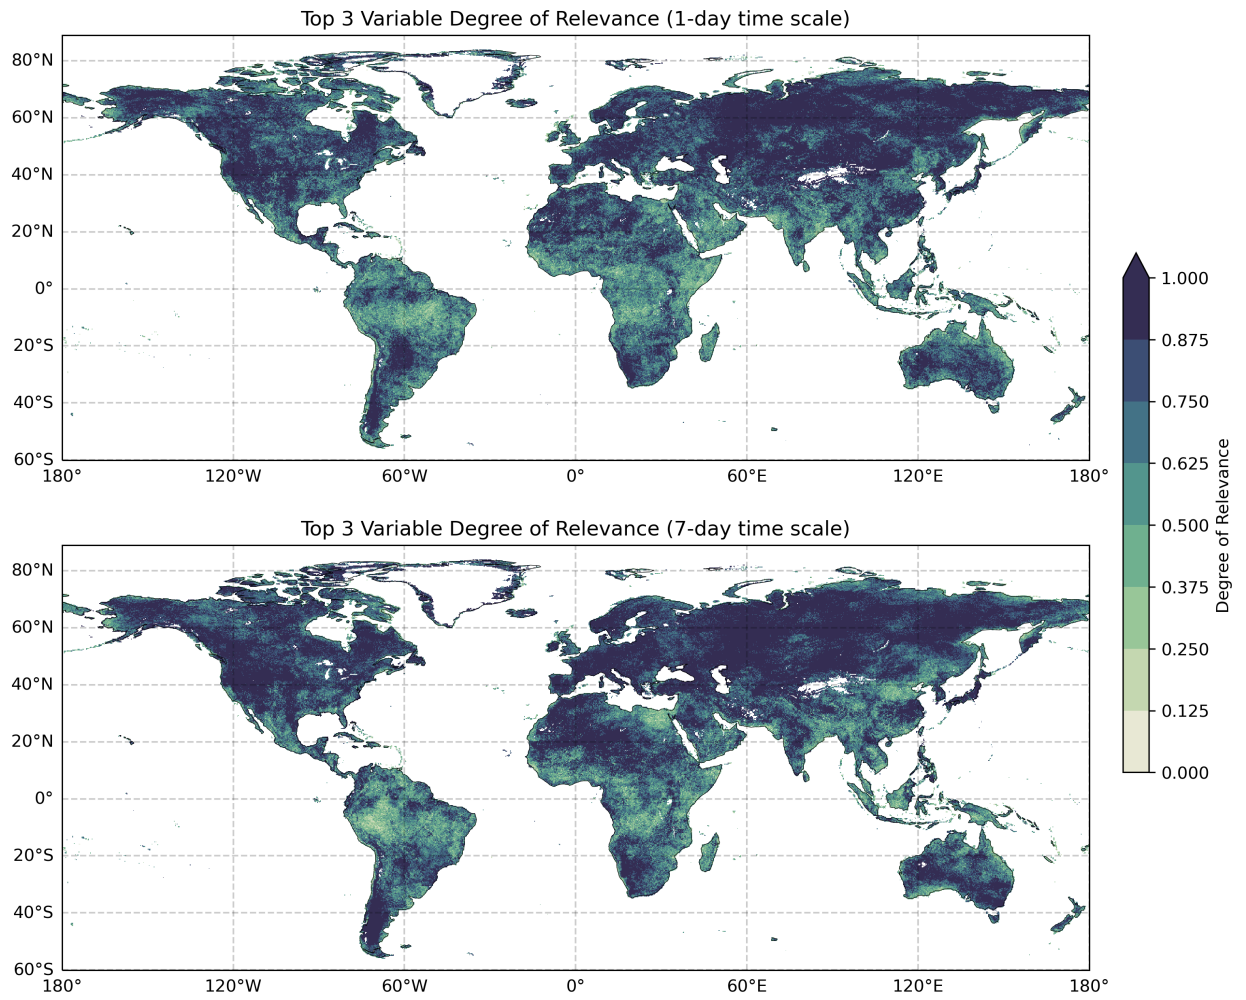 Top 3 Variable Degree of Relevance (1-day time scale)
80°N
60°N
40°N
20°N
0°
20°S
40°S
60°S
180° 120°W 60°W 0° 60°E 120°E 180°
Top 3 Variable Degree of Relevance (7-day time scale)
80°N
60°N
40°N
20°N
0°
20°S
40°S
60°S
180° 120°W 60°W 0° 60°E 120°E 180°
1.000
0.875
0.750
0.625
0.500
0.375
0.250
0.125
0.000
Degree of Relevance